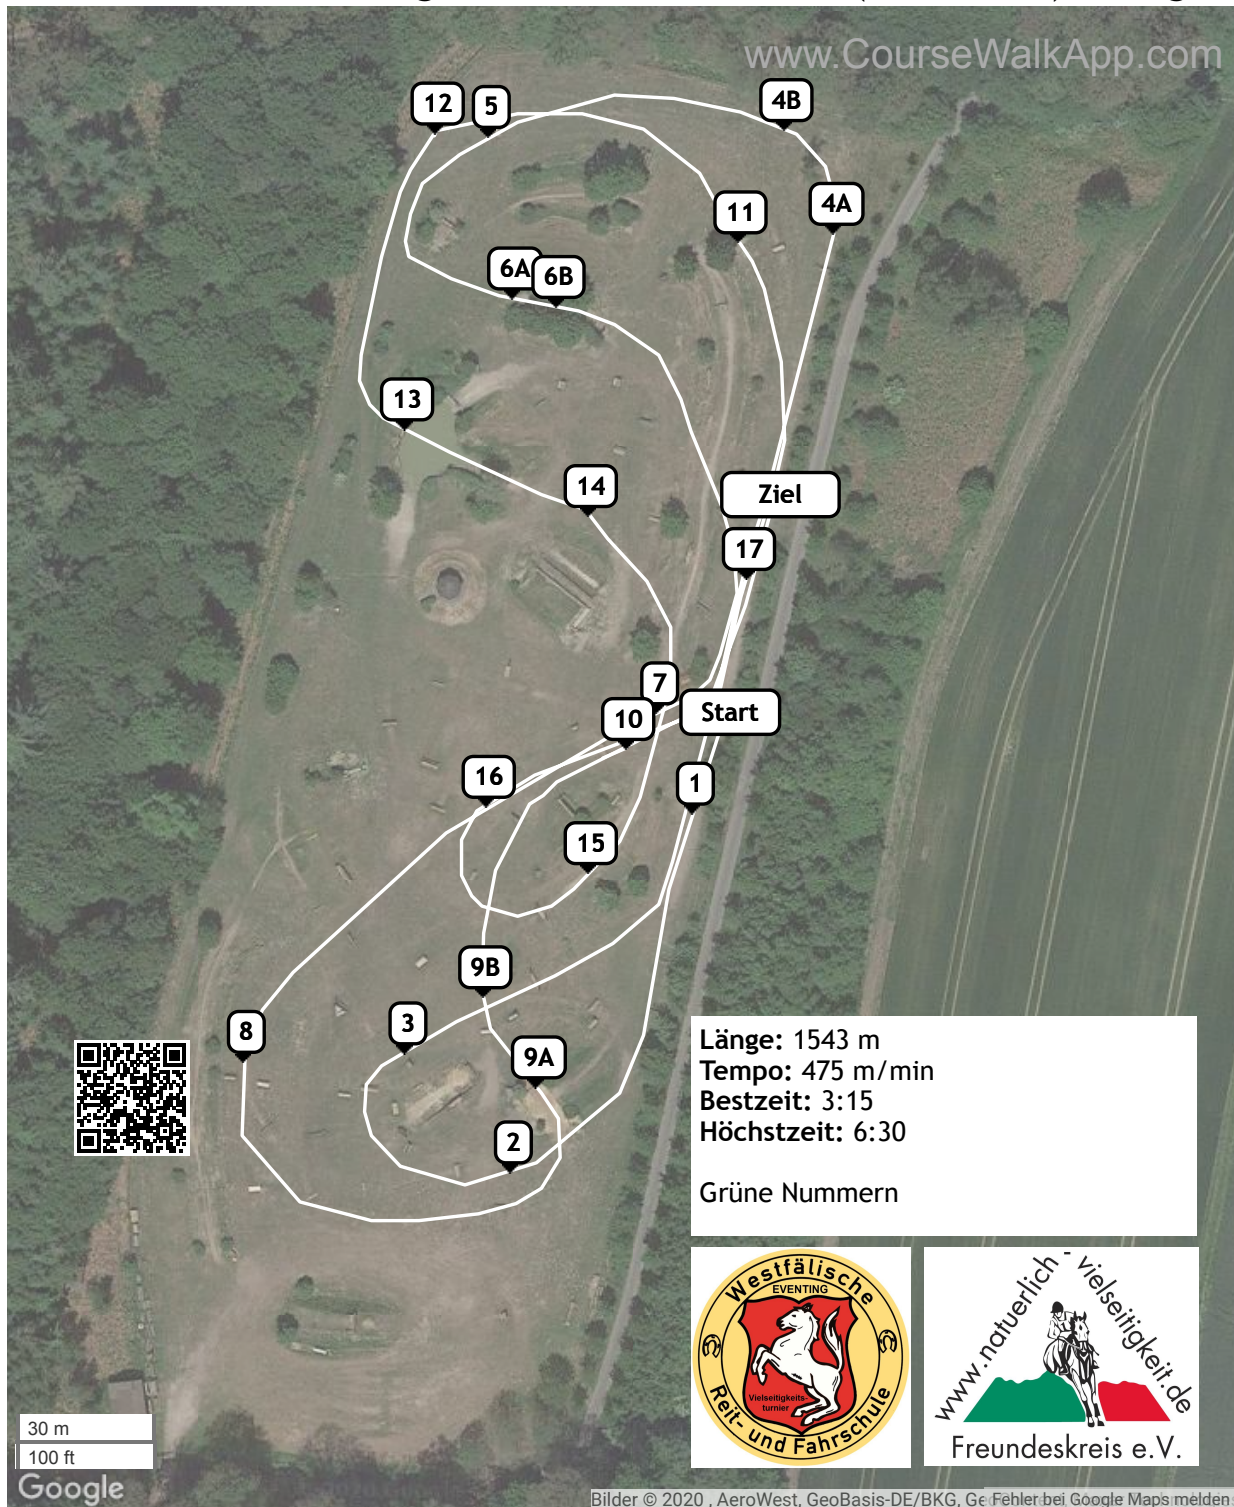 www.CourseWalkApp.com
12
5
4B
4A
11
6A
6B
13
14
Ziel
17
7
10
Start
16
1
15
9B
3
8
9A
2
Länge: 1543 m
Tempo: 475 m/min
Bestzeit: 3:15
Höchstzeit: 6:30
Grüne Nummern
Westfälische
EVENTING
Vielseitigkeits-
turnier
Reit- und Fahrschule
www.natuerlich-vielseitigkeit.de
Freundeskreis e.V.
30 m
100 ft
Google
Bilder © 2020 , AeroWest, GeoBasis-DE/BKG, Ge
Fehler bei Google Maps melden